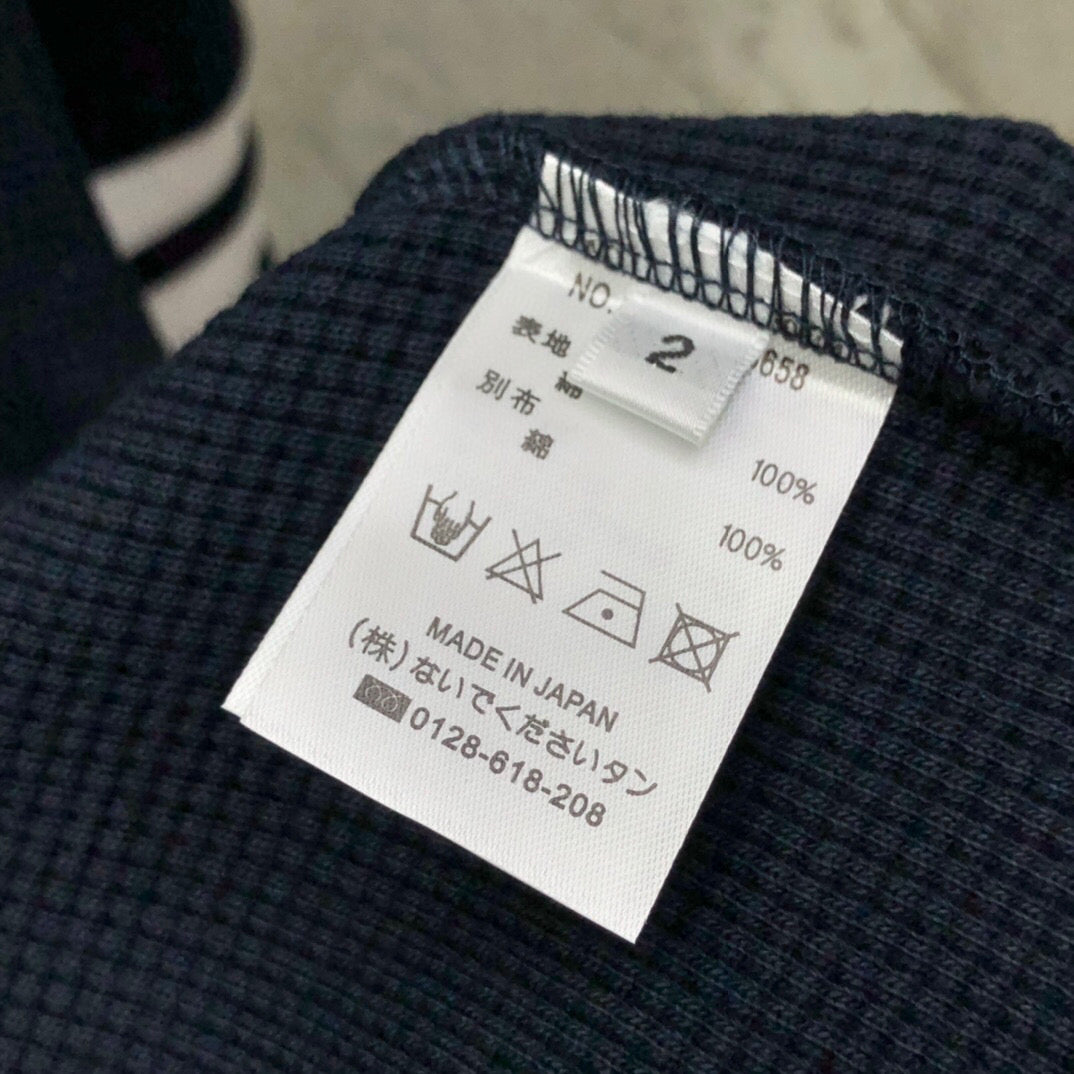 NO.
2
658
表地
綿
100%
別布
綿
100%
MADE IN JAPAN
(株)ないでくださいタン
0128-618-208